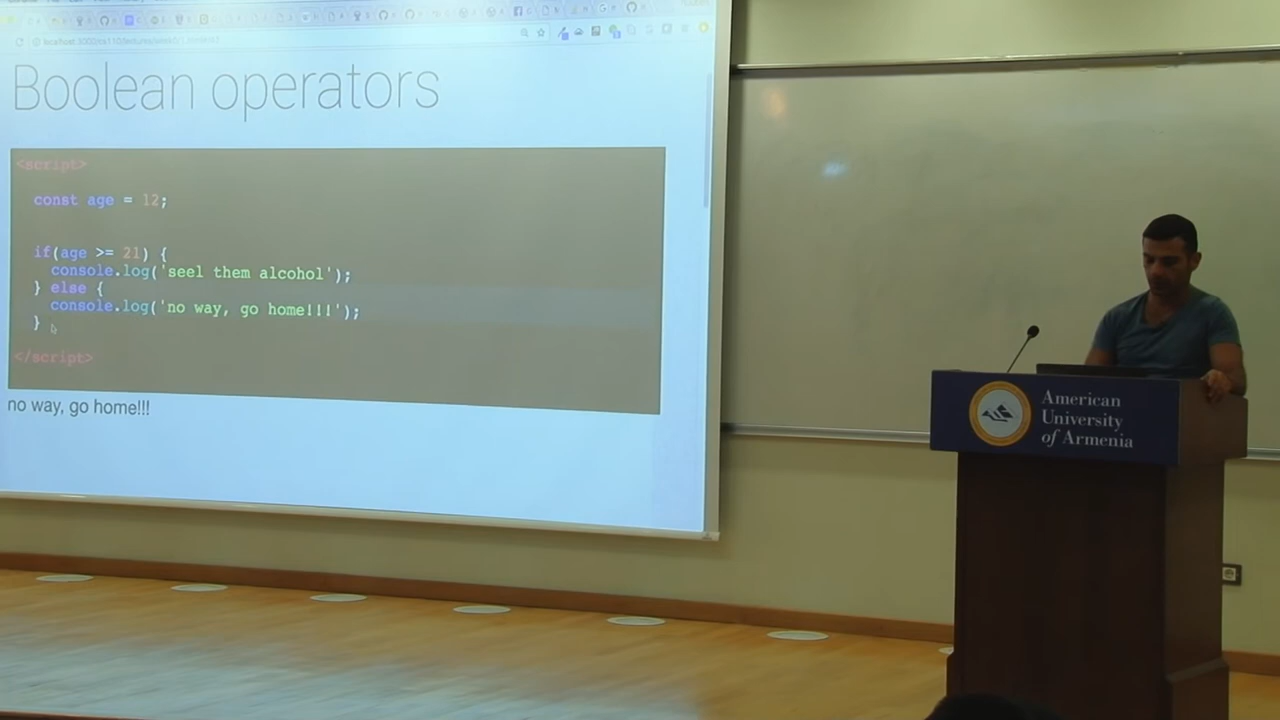 Boolean operators
<script>
const age = 12;
if(age >= 21) {
console.log('seel them alcohol');
} else {
console.log('no way, go home!!!');
}
</script>
no way, go home!!!
American
University
of Armenia